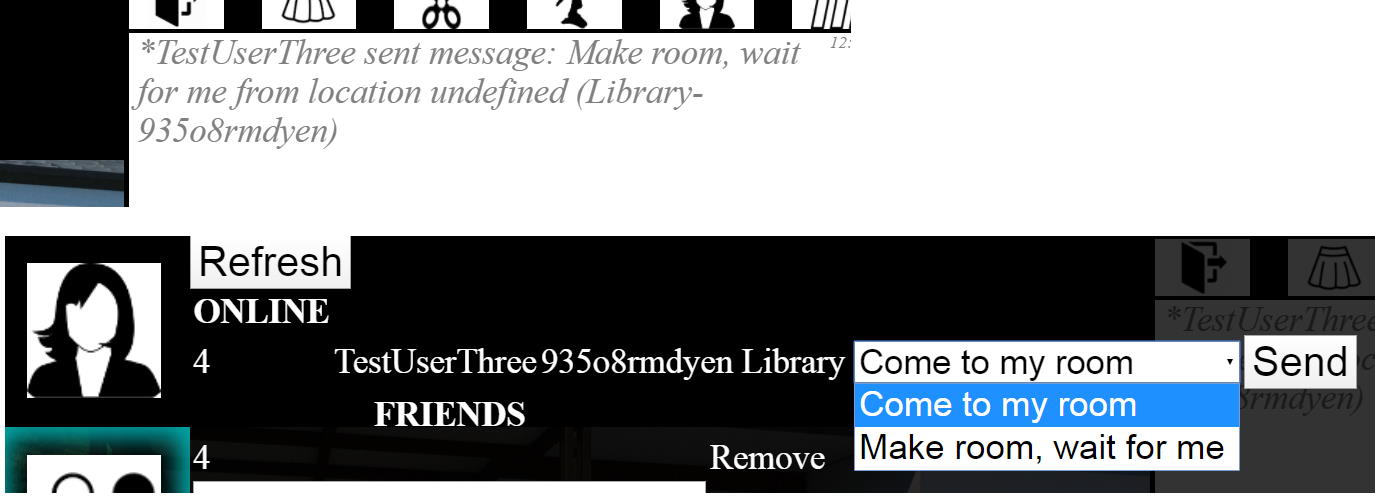 *TestUserThree sent message: Make room, wait
12:
for me from location undefined (Library-
935o8rmdyen)
Refresh
ONLINE
4 TestUserThree 935o8rmdyen Library Come to my room Send
*TestUserThree
Come to my room
8rmdyen)
FRIENDS
Make room, wait for me
4 Remove